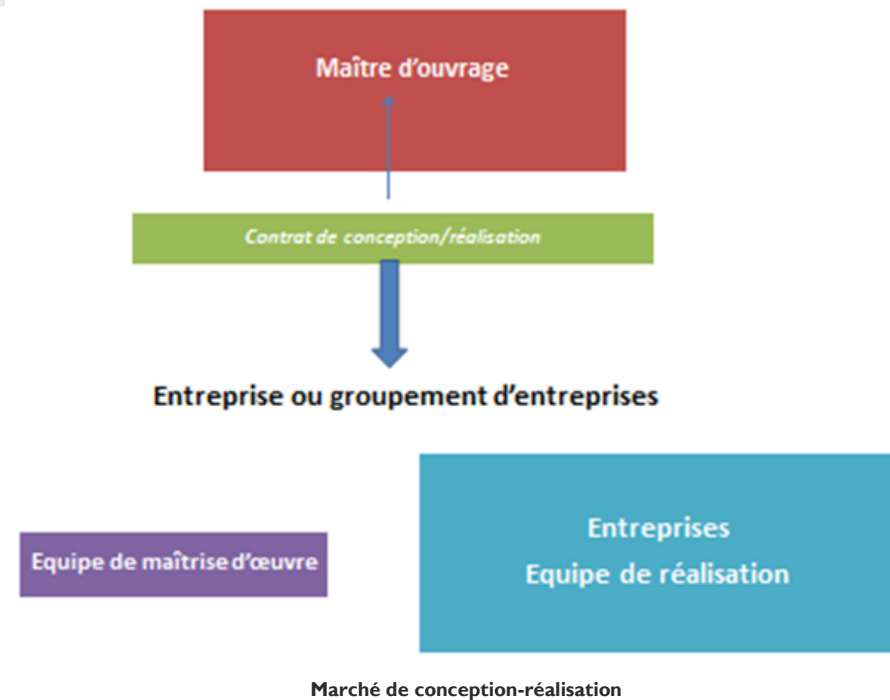 Maître d'ouvrage
Contrat de conception/réalisation
Entreprise ou groupement d'entreprises
Entreprises
Equipe de réalisation
Equipe de maîtrise d'œuvre
Marché de conception-réalisation